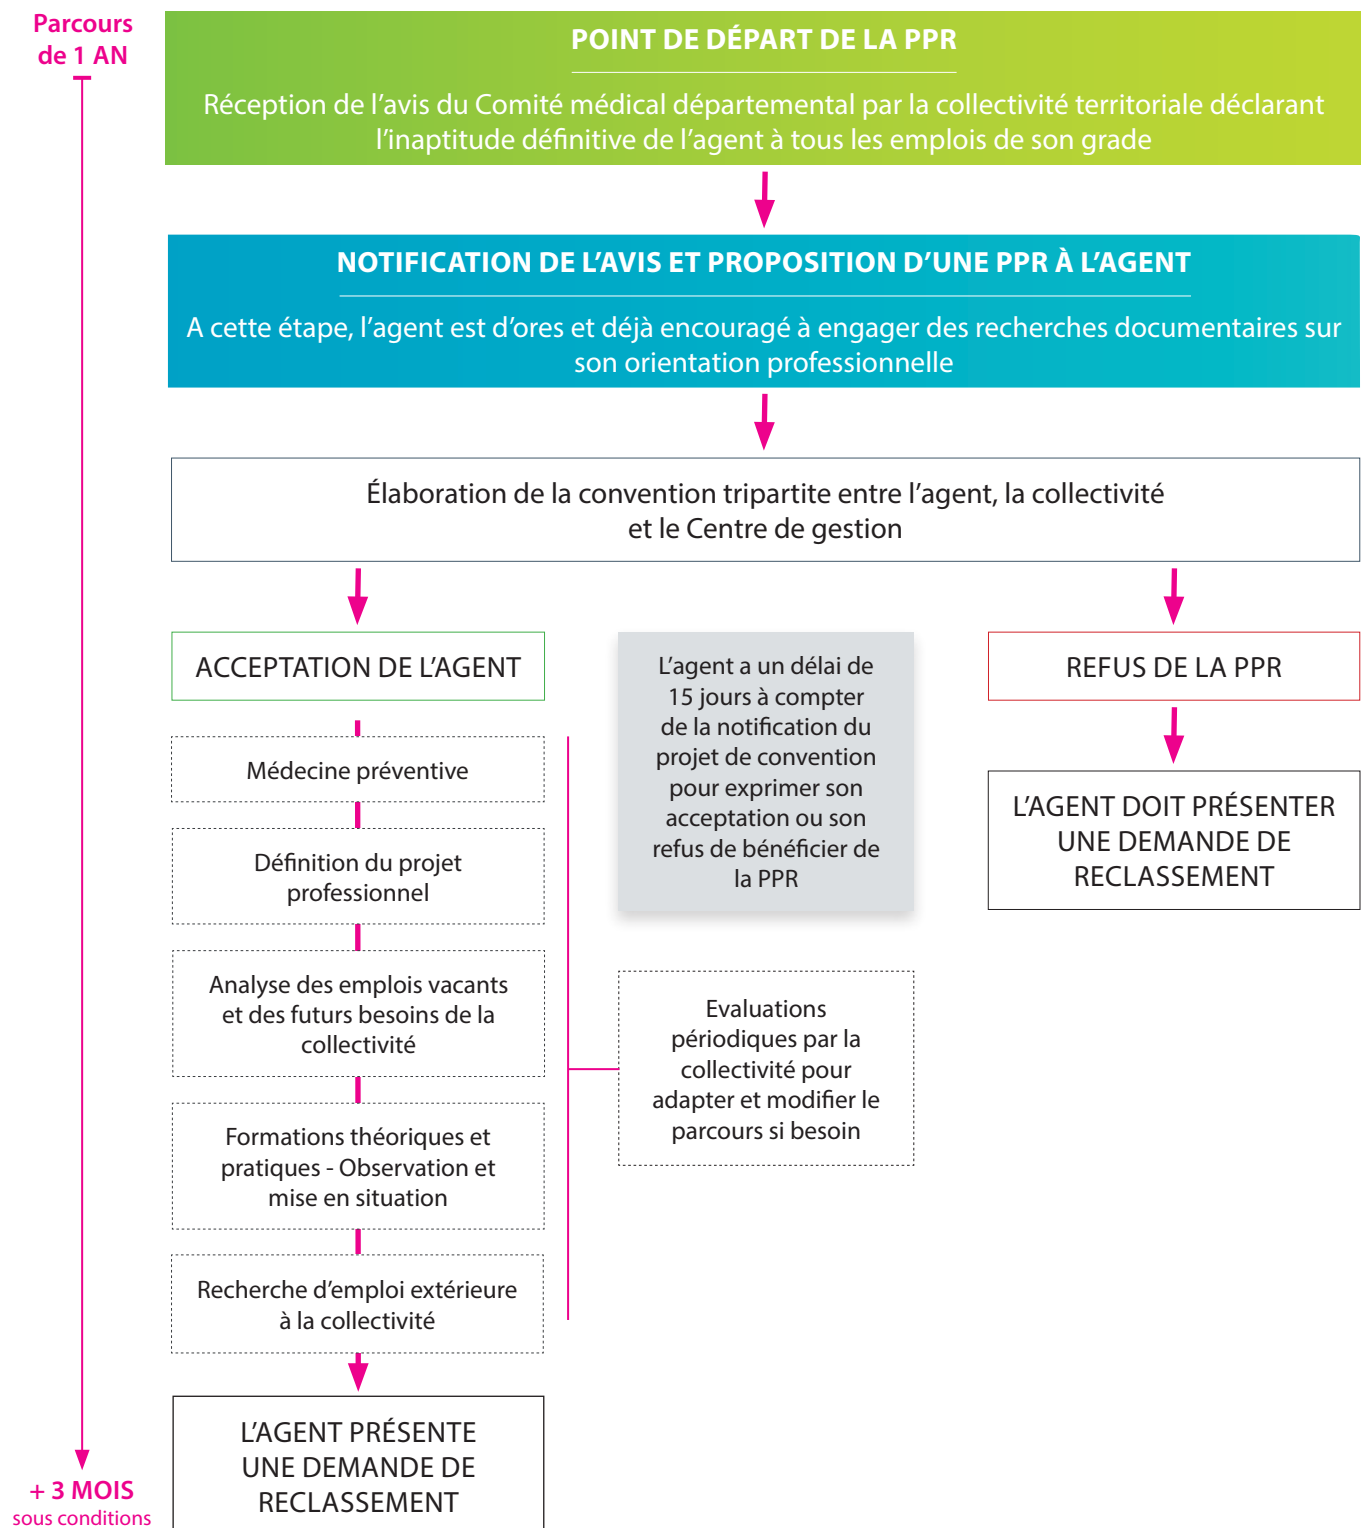 Parcours
de 1 AN
POINT DE DÉPART DE LA PPR
Réception de l’avis du Comité médical départemental par la collectivité territoriale déclarant
l’inaptitude définitive de l’agent à tous les emplois de son grade
NOTIFICATION DE L’AVIS ET PROPOSITION D’UNE PPR À L’AGENT
A cette étape, l’agent est d’ores et déjà encouragé à engager des recherches documentaires sur
son orientation professionnelle
Élaboration de la convention tripartite entre l’agent, la collectivité
et le Centre de gestion
ACCEPTATION DE L’AGENT
Médecine préventive
Définition du projet
professionnel
Analyse des emplois vacants
et des futurs besoins de la
collectivité
Formations théoriques et
pratiques - Observation et
mise en situation
Recherche d’emploi extérieure
à la collectivité
L’AGENT PRÉSENTE
UNE DEMANDE DE
RECLASSEMENT
L’agent a un délai de
15 jours à compter
de la notification du
projet de convention
pour exprimer son
acceptation ou son
refus de bénéficier de
la PPR
Evaluations
périodiques par la
collectivité pour
adapter et modifier le
parcours si besoin
REFUS DE LA PPR
L’AGENT DOIT PRÉSENTER
UNE DEMANDE DE
RECLASSEMENT
+ 3 MOIS
sous conditions